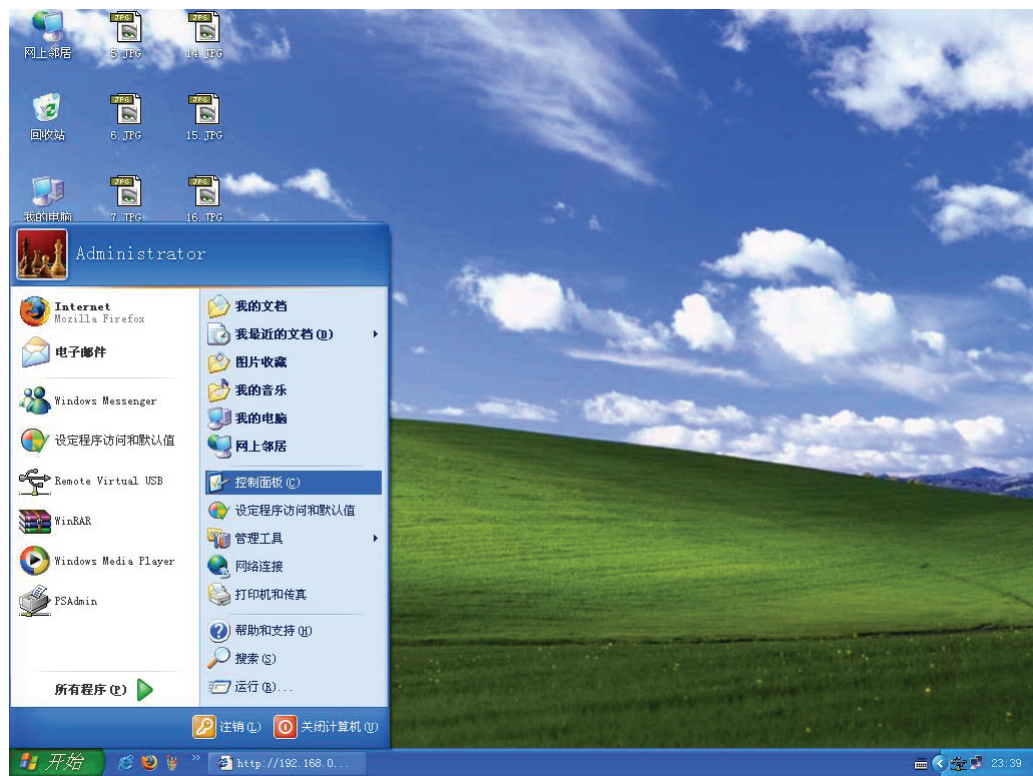 网上邻居
5.JPG
14.JPG
回收站
6.JPG
15.JPG
我的电脑
7.JPG
16.JPG
Administrator
Internet
Mozilla Firefox
电子邮件
Windows Messenger
设定程序访问和默认值
Remote Virtual USB
WinRAR
Windows Media Player
PSAdmin
所有程序(P)
我的文档
我最近的文档(D)
图片收藏
我的音乐
我的电脑
网上邻居
控制面板(C)
设定程序访问和默认值
管理工具
网络连接
打印机和传真
帮助和支持(H)
搜索(S)
运行(R)...
注销(L)
关闭计算机(U)
开始
http://192.168.0...
23:39